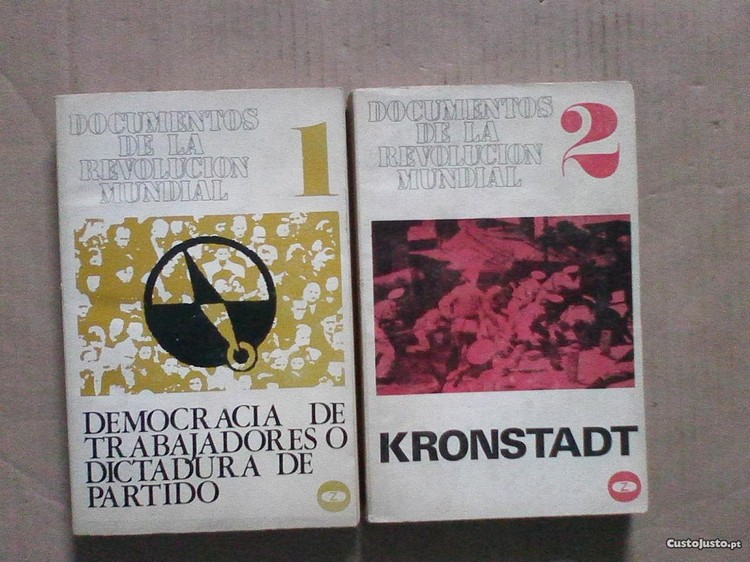 DOCUMENTOS
DE LA
REVOLUCION
MUNDIAL
1
DEMOCRACIA DE
TRABAJADORES O
DICTADURA DE
PARTIDO
Z
DOCUMENTOS
DE LA
REVOLUCION
MUNDIAL
2
KRONSTADT
Z
CustoJusto.pt